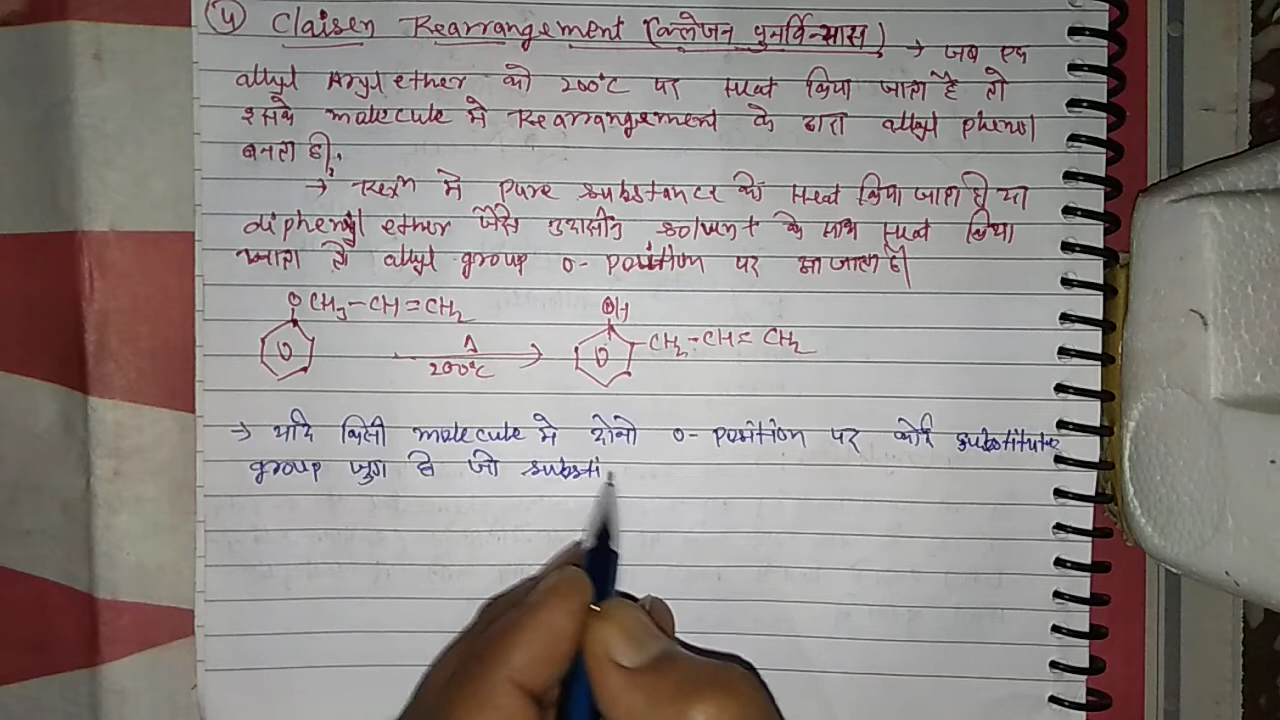 (4) Claisen Rearrangement (क्लेजन पुनर्विन्यास) → जब एक
allyl Aryl ether को 200°C पर Heat किया जाता है तो
इसके molecule मे Rearrangement के द्वारा allyl phenol
बनता है।
→ Rexn में pure substance को Heat किया जाता है या
diphenyl ether जैसे उदासीन solvent के साथ Heat किया
जाता तो allyl group o- position पर आ जाता है।
OCH2-CH=CH2
OH
Δ
200°C
CH2-CH=CH2
→ यदि किसी molecule मे दोनो o- position पर कोई substitute
group जुड़ा हो जो substi